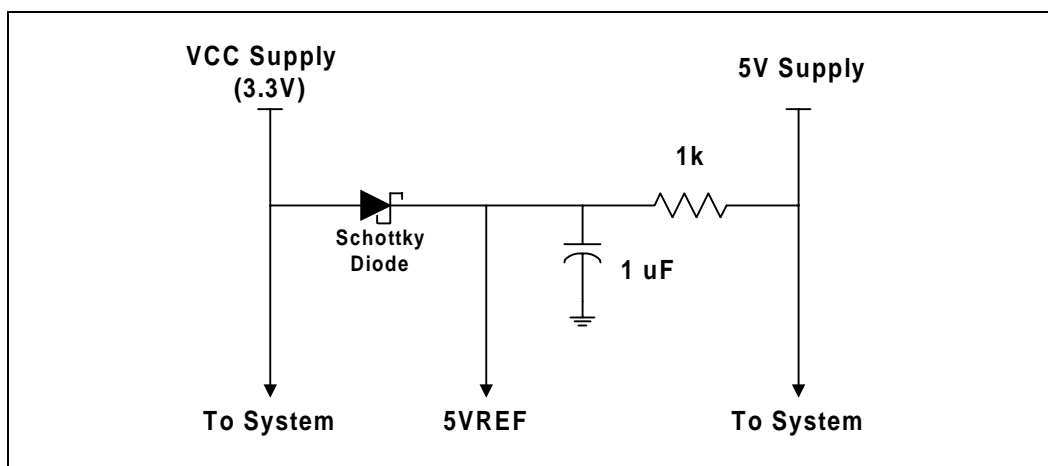 VCC Supply
(3.3V)
5V Supply
1k
Schottky
Diode
1 uF
To System
5VREF
To System